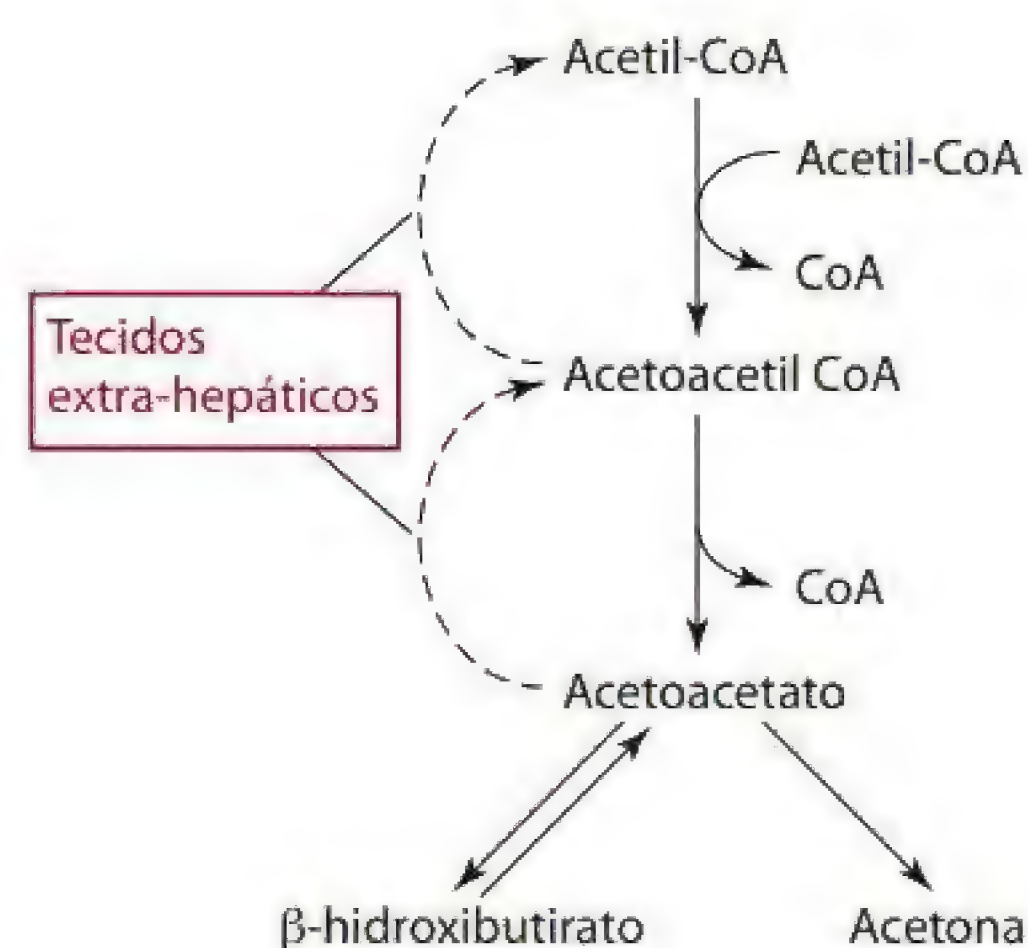 Acetil-CoA
Acetil-CoA
CoA
Tecidos
extra-hepáticos
Acetoacetil CoA
CoA
Acetoacetato
β-hidroxibutirato
Acetona